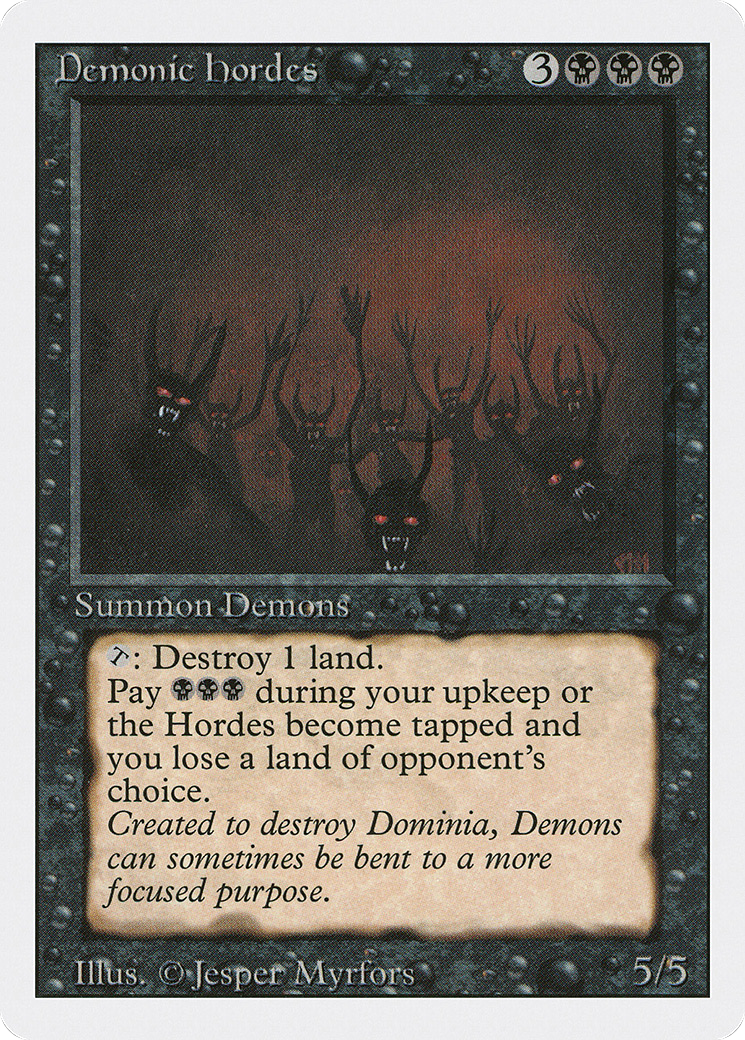 Demonic Hordes 3
Summon Demons
T: Destroy 1 land.
Pay during your upkeep or
the Hordes become tapped and
you lose a land of opponent's
choice.
Created to destroy Dominia, Demons
can sometimes be bent to a more
focused purpose.
Illus. © Jesper Myrfors 5/5